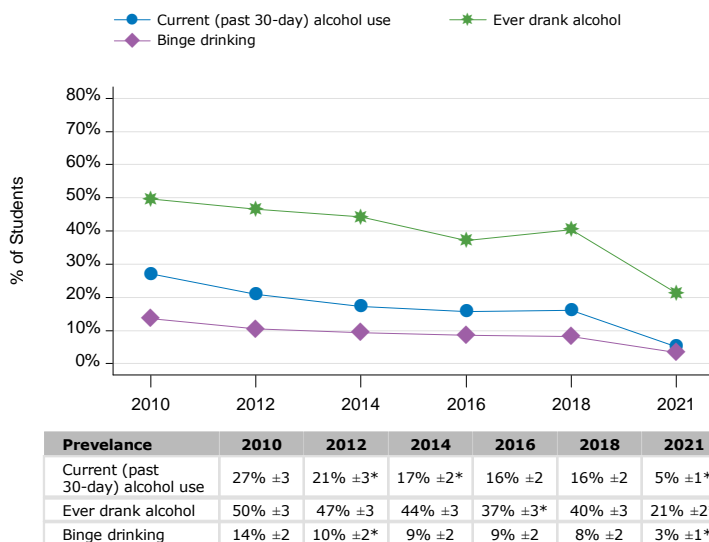 Current (past 30-day) alcohol use
Ever drank alcohol
Binge drinking
80%
70%
60%
50%
40%
30%
20%
10%
0%
% of Students
2010 2012 2014 2016 2018 2021
Prevelance 2010 2012 2014 2016 2018 2021
Current (past
30-day) alcohol use 27% ±3 21% ±3* 17% ±2* 16% ±2 16% ±2 5% ±1*
Ever drank alcohol 50% ±3 47% ±3 44% ±3 37% ±3* 40% ±3 21% ±2
Binge drinking 14% ±2 10% ±2* 9% ±2 9% ±2 8% ±2 3% ±1*